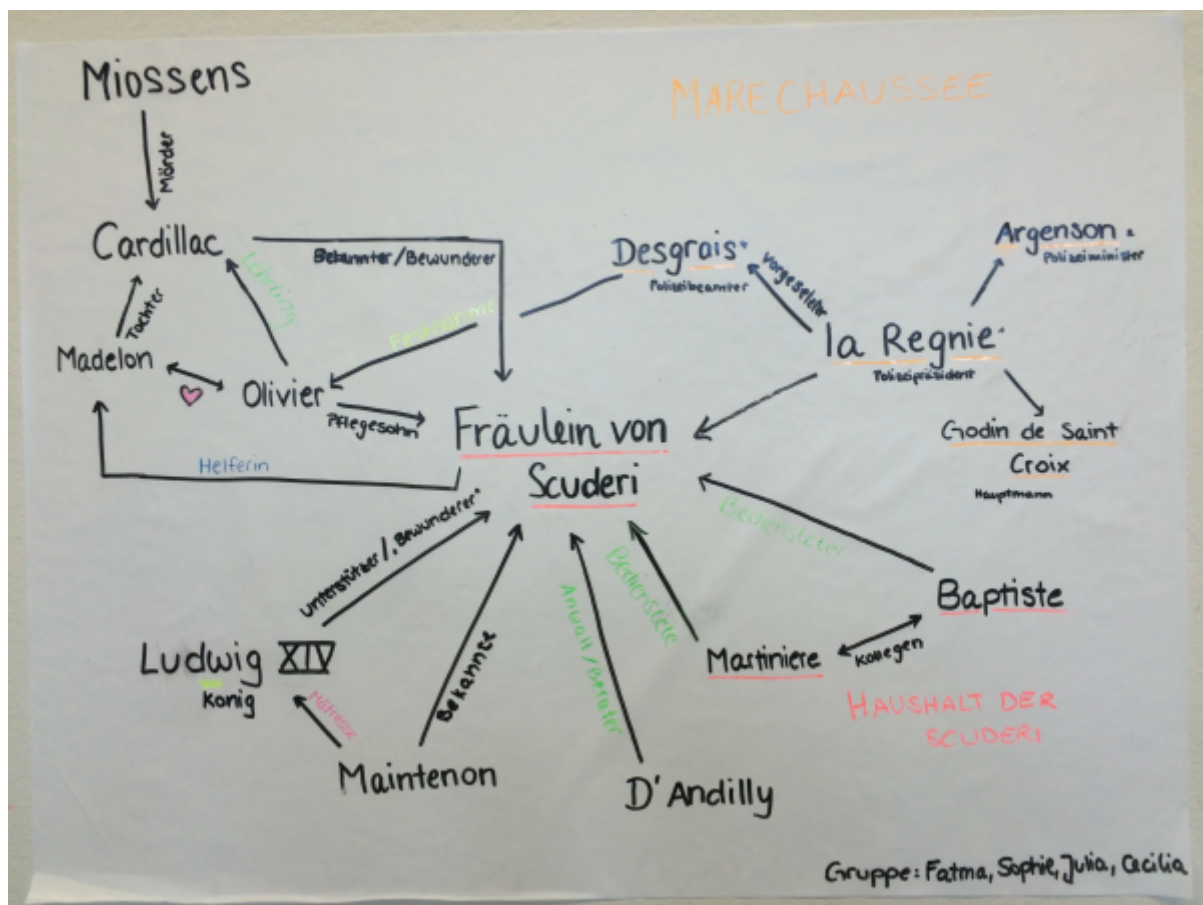 Miossens
MARECHAUSSEE
Mörder
Cardillac
Bekannter/Bewunderer
Desgrais
Polizeibeamter
Vorgesetzter
Argenson
Polizeiminister
Lehrling
Tochter
Festnahme
la Regnie
Polizeipräsident
Madelon
Olivier
Pflegesohn
Fräulein von
Scuderi
Godin de Saint
Croix
Hauptmann
Helferin
Unterstützer/"Bewunderer"
Bediensteter
Bedienstete
Anwalt/Berater
Bekannte
Baptiste
Martiniere
Kollegen
Ludwig XIV
König
Mätresse
Maintenon
D'Andilly
HAUSHALT DER
SCUDERI
Gruppe: Fatma, Sophie, Julia, Cecilia